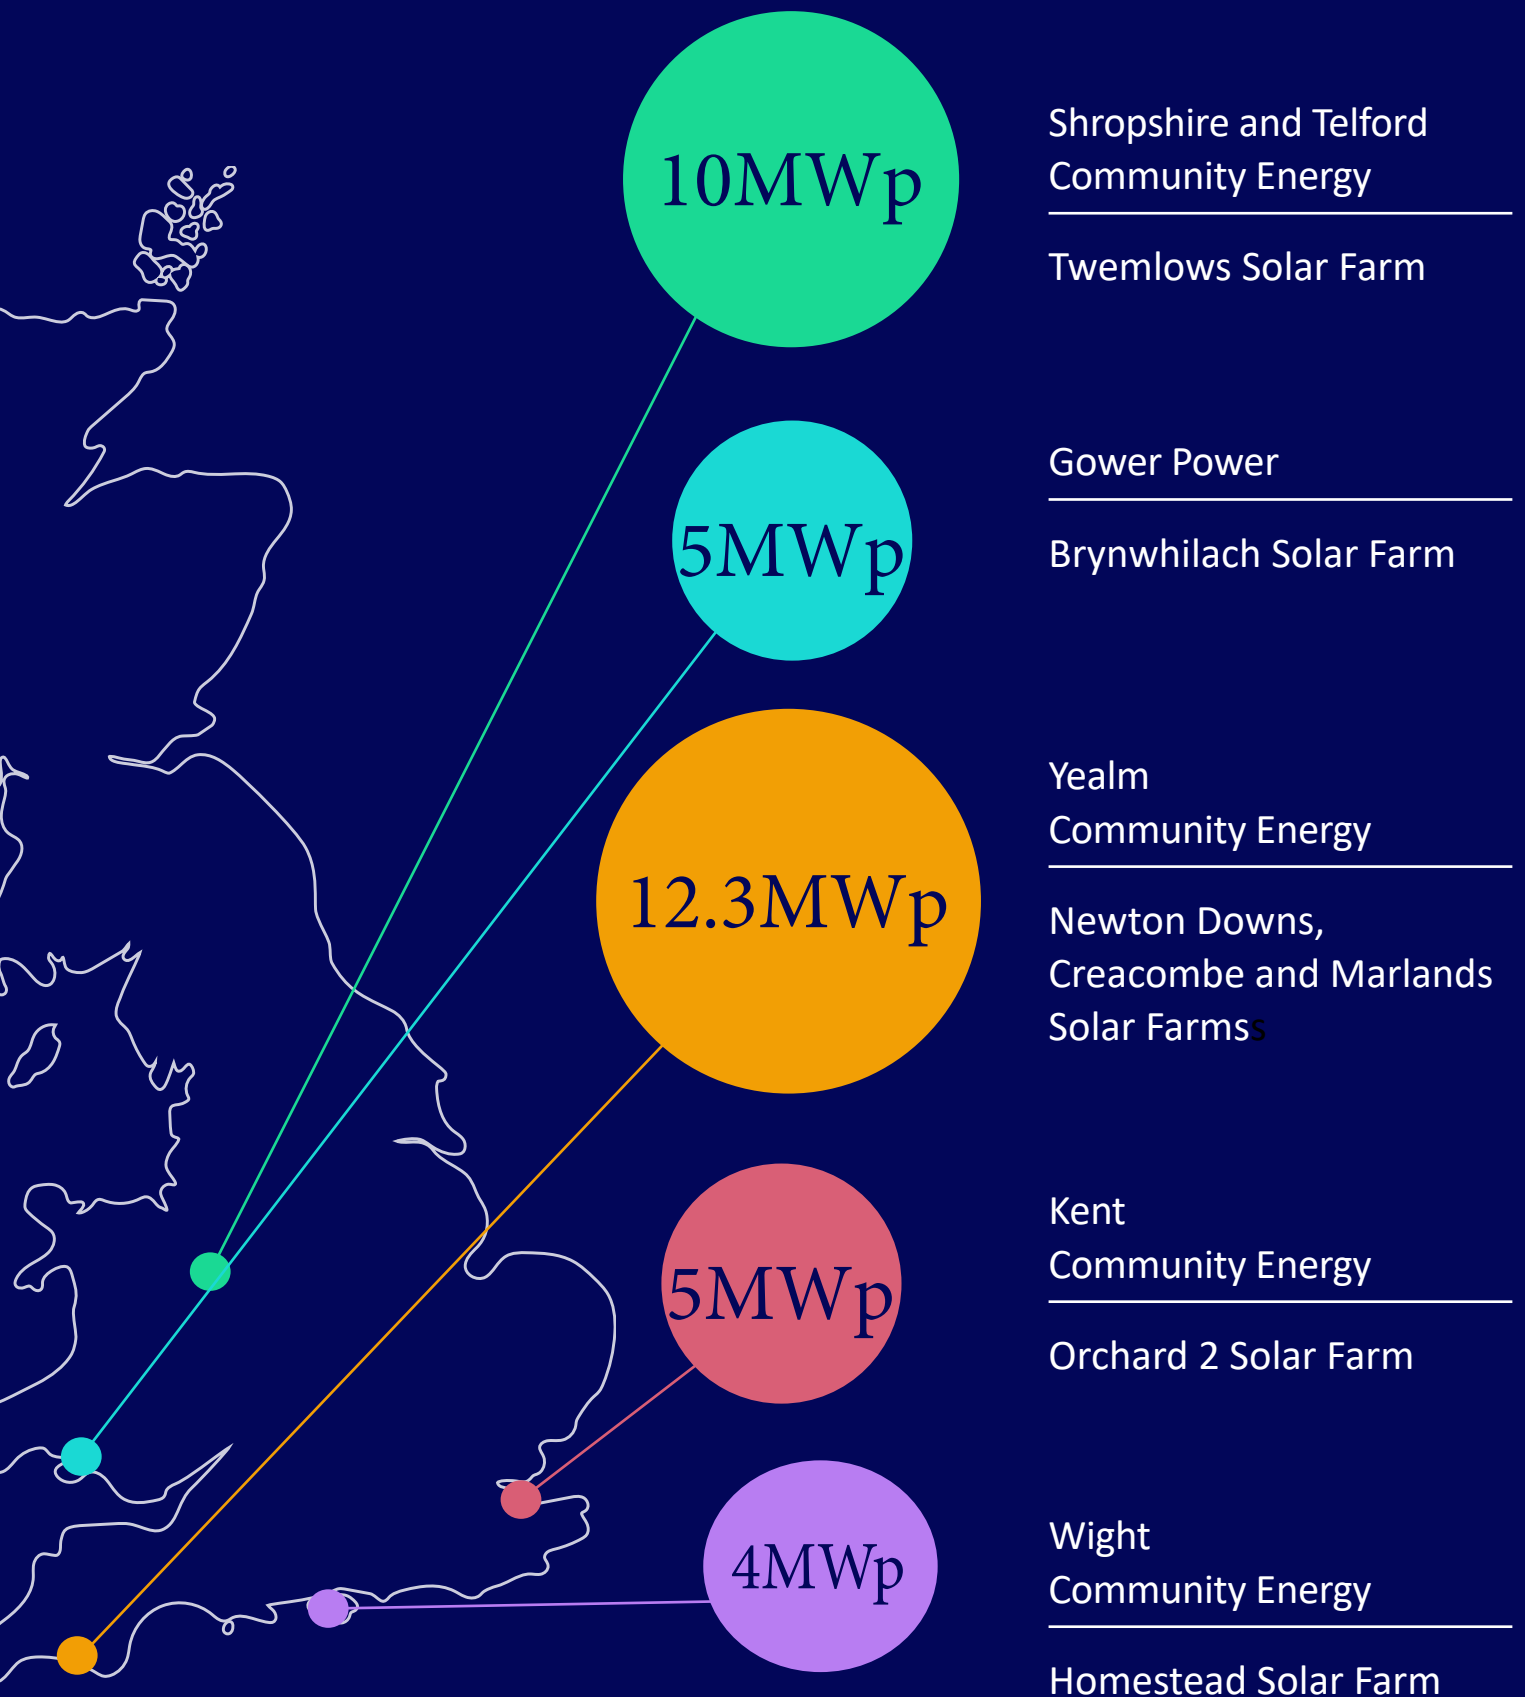 10MWp
Shropshire and Telford
Community Energy
Twemlows Solar Farm
5MWp
Gower Power
Brynwhilach Solar Farm
12.3MWp
Yealm
Community Energy
Newton Downs,
Creacombe and Marlands
Solar Farmss
5MWp
Kent
Community Energy
Orchard 2 Solar Farm
4MWp
Wight
Community Energy
Homestead Solar Farm